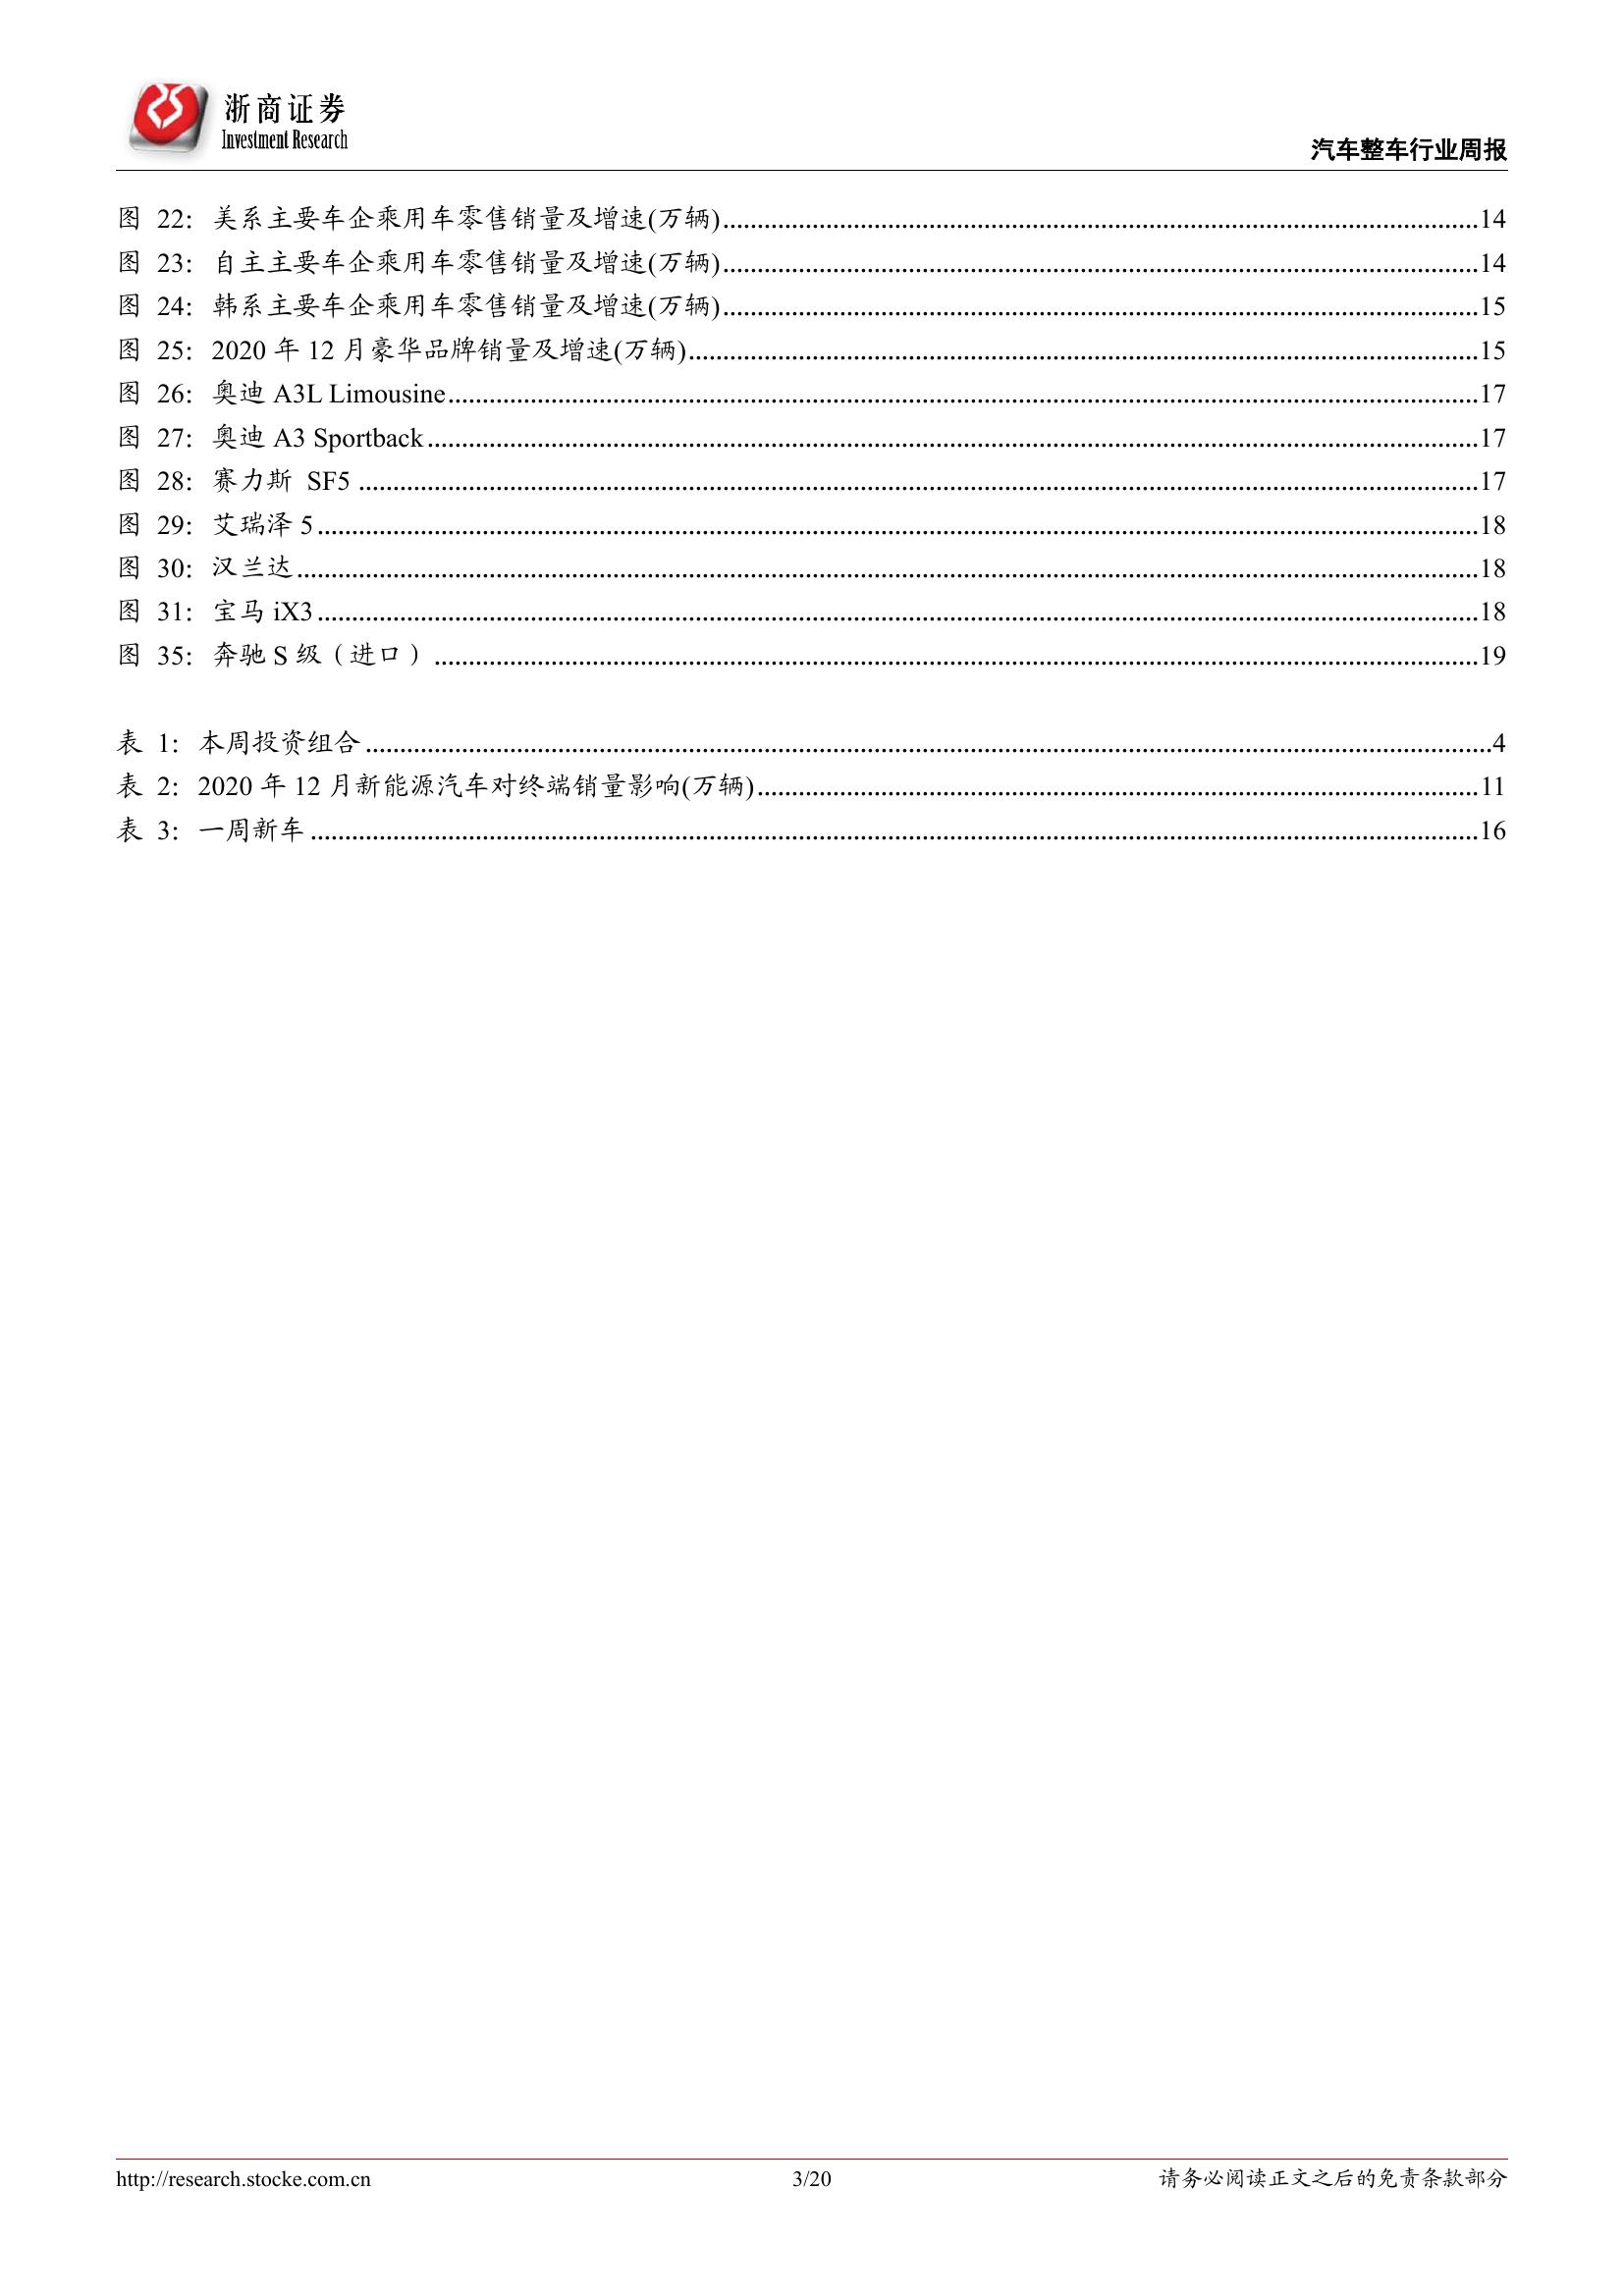 浙商证券
Investment Research
汽车整车行业周报
图 22：美系主要车企乘用车零售销量及增速(万辆)..........14
图 23：自主主要车企乘用车零售销量及增速(万辆)..........14
图 24：韩系主要车企乘用车零售销量及增速(万辆)..........15
图 25：2020 年 12 月豪华品牌销量及增速(万辆)..........15
图 26：奥迪 A3L Limousine..........17
图 27：奥迪 A3 Sportback..........17
图 28：赛力斯 SF5..........17
图 29：艾瑞泽 5..........18
图 30：汉兰达..........18
图 31：宝马 iX3..........18
图 35：奔驰 S 级（进口）..........19
表 1：本周投资组合..........4
表 2：2020 年 12 月新能源汽车对终端销量影响(万辆)..........11
表 3：一周新车..........16
http://research.stocke.com.cn
3/20
请务必阅读正文之后的免责条款部分